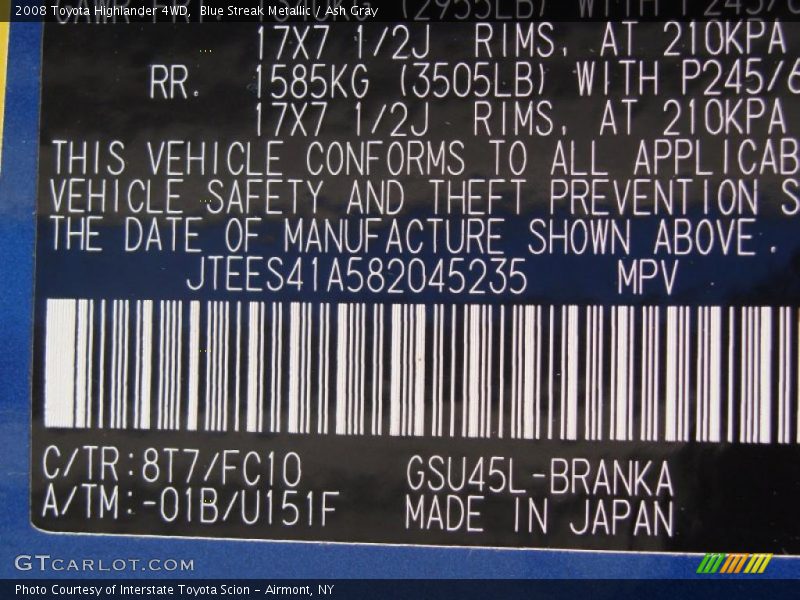 2008 Toyota Highlander 4WD, Blue Streak Metallic / Ash Gray
(2955LB) WITH
17X7 1/2J RIMS, AT 210KPA
RR. 1585KG (3505LB) WITH P245/6
17X7 1/2J RIMS, AT 210KPA
THIS VEHICLE CONFORMS TO ALL APPLICAB
VEHICLE SAFETY AND THEFT PREVENTION S
THE DATE OF MANUFACTURE SHOWN ABOVE.
JTEES41A582045235 MPV
C/TR:8T7/FC10 GSU45L-BRANKA
A/TM:-01B/U151F MADE IN JAPAN
GTCARLOT.COM
Photo Courtesy of Interstate Toyota Scion - Airmont, NY